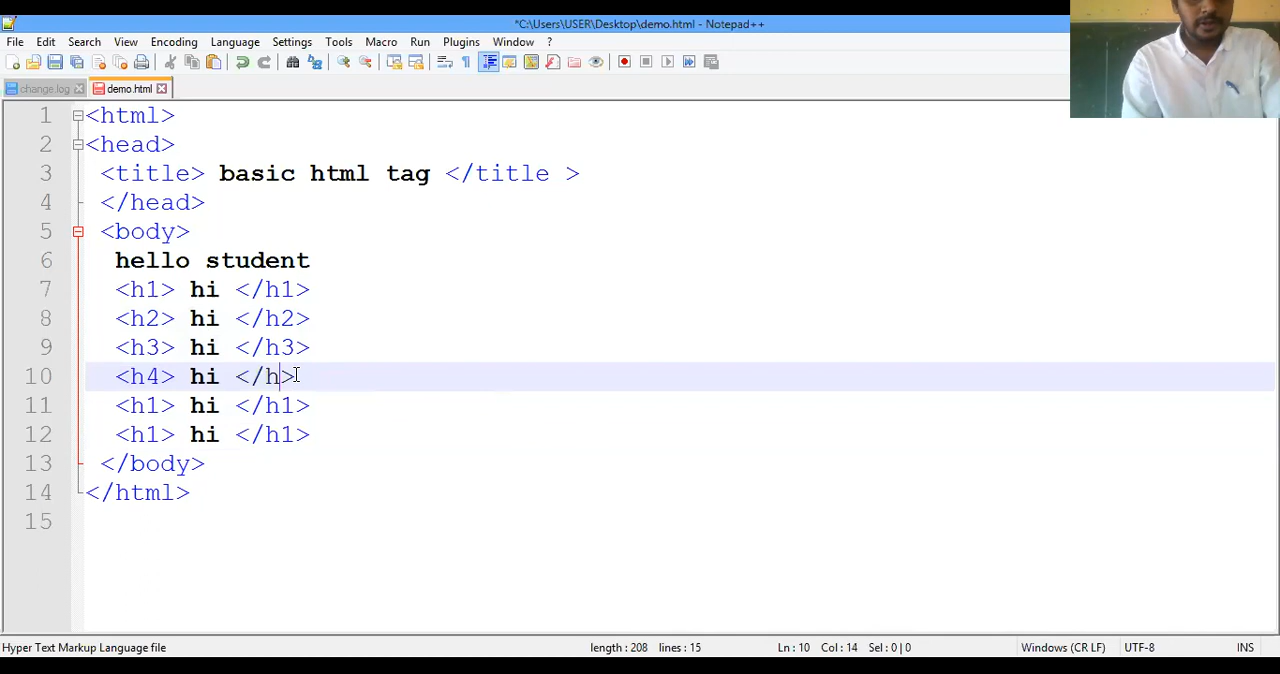 *C:\Users\USER\Desktop\demo.html - Notepad++
File Edit Search View Encoding Language Settings Tools Macro Run Plugins Window ?
change.log demo.html
1 <html>
2 <head>
3 <title> basic html tag </title >
4 </head>
5 <body>
6 hello student
7 <h1> hi </h1>
8 <h2> hi </h2>
9 <h3> hi </h3>
10 <h4> hi </h>
11 <h1> hi </h1>
12 <h1> hi </h1>
13 </body>
14 </html>
15
Hyper Text Markup Language file length : 208 lines : 15 Ln : 10 Col : 14 Sel : 0 | 0 Windows (CR LF) UTF-8 INS